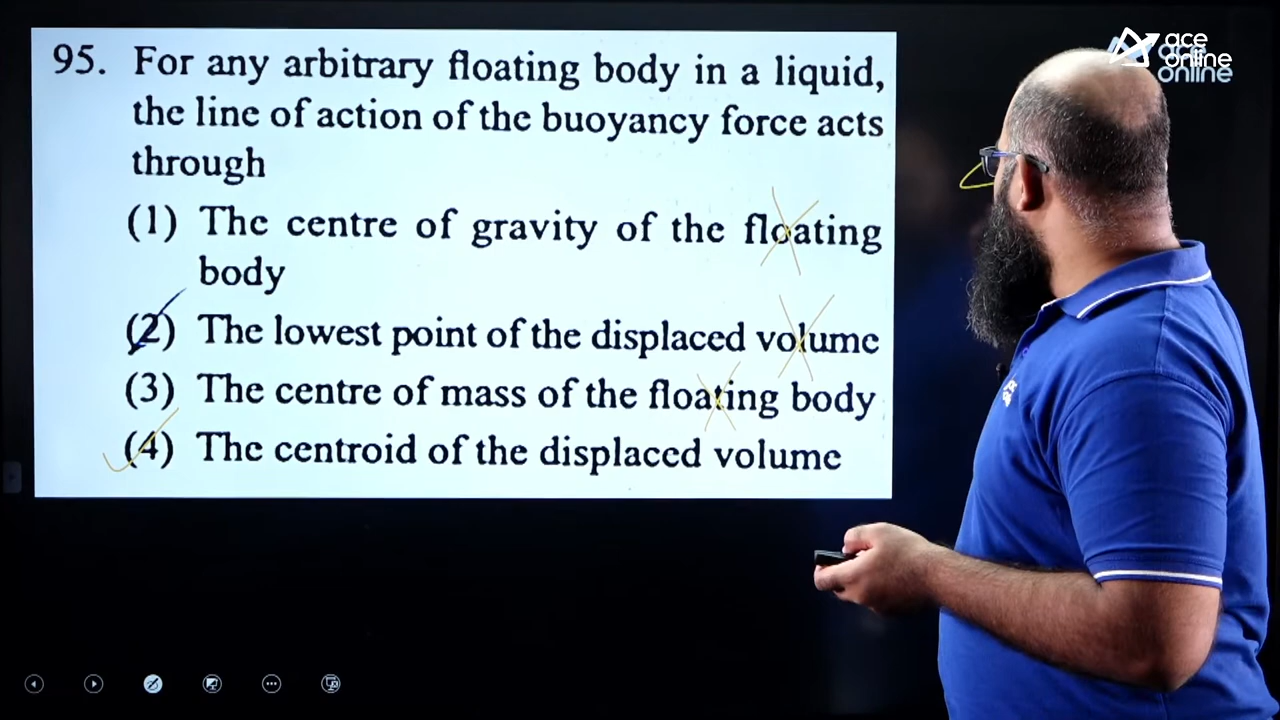 ace
online
95. For any arbitrary floating body in a liquid,
the line of action of the buoyancy force acts
through
(1) The centre of gravity of the floating
body
(2) The lowest point of the displaced volume
(3) The centre of mass of the floating body
(4) The centroid of the displaced volume